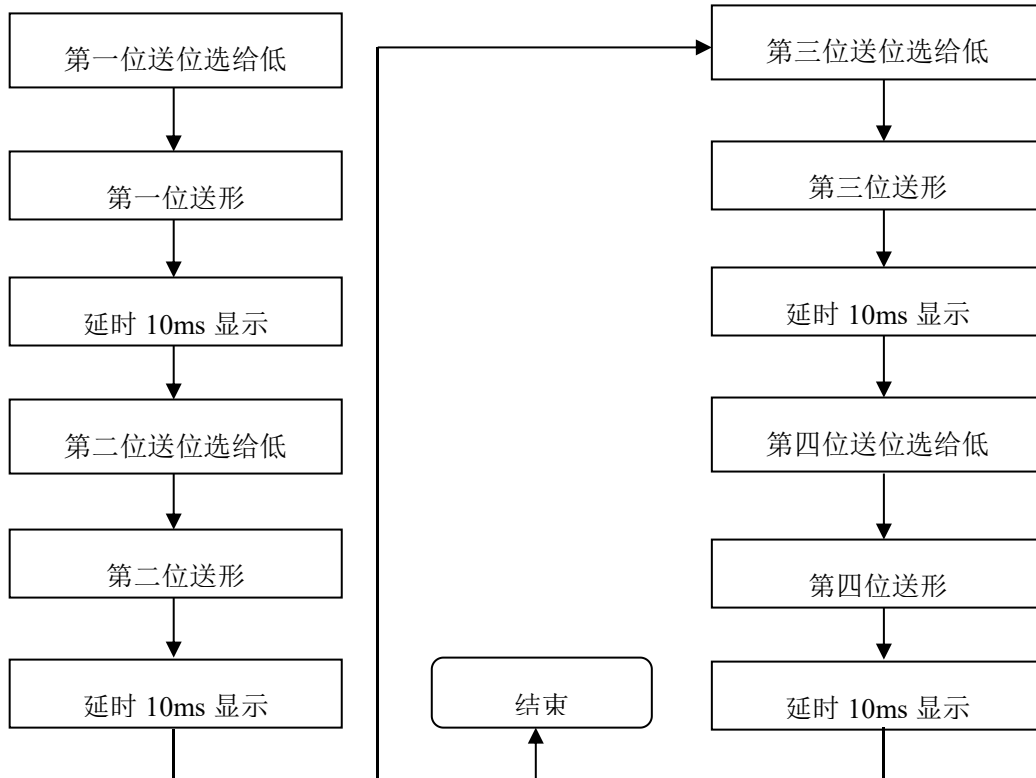 第一位送位选给低
第一位送形
延时 10ms 显示
第二位送位选给低
第二位送形
延时 10ms 显示
第三位送位选给低
第三位送形
延时 10ms 显示
第四位送位选给低
第四位送形
延时 10ms 显示
结束